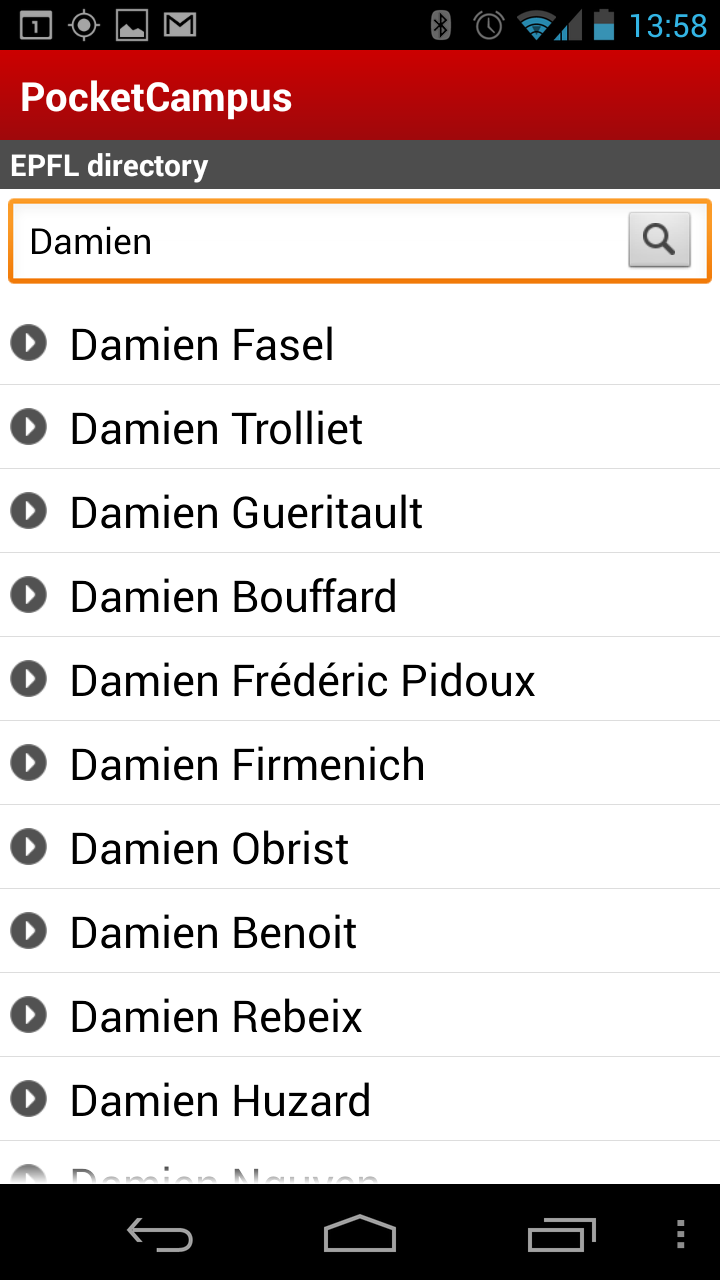 1
13:58
PocketCampus
EPFL directory
Damien
Damien Fasel
Damien Trolliet
Damien Gueritault
Damien Bouffard
Damien Frédéric Pidoux
Damien Firmenich
Damien Obrist
Damien Benoit
Damien Rebeix
Damien Huzard
Damien Nguyen